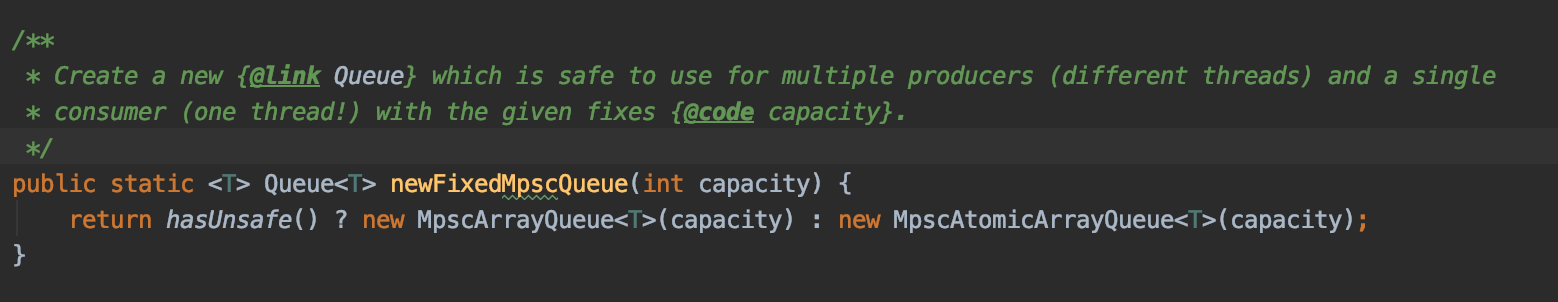 /**
 * Create a new {@link Queue} which is safe to use for multiple producers (different threads) and a single
 * consumer (one thread!) with the given fixes {@code capacity}.
 */
public static <T> Queue<T> newFixedMpscQueue(int capacity) {
    return hasUnsafe() ? new MpscArrayQueue<T>(capacity) : new MpscAtomicArrayQueue<T>(capacity);
}